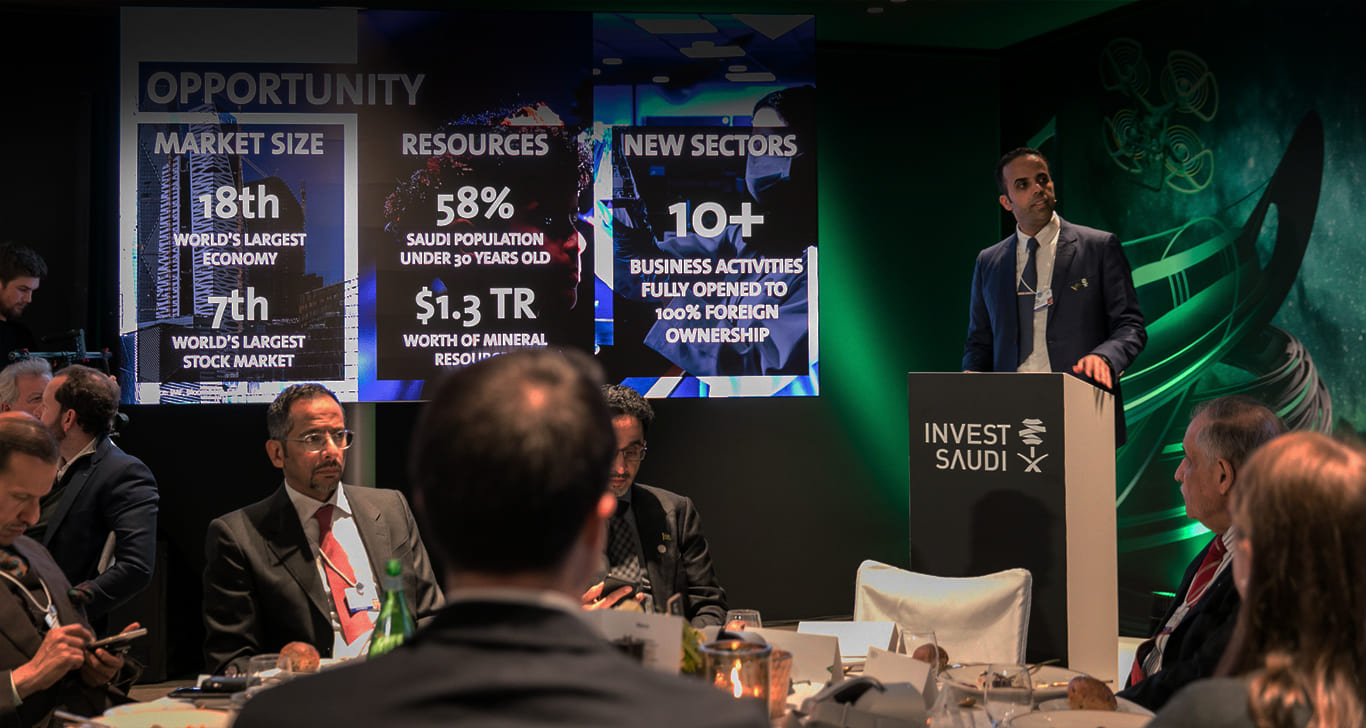 OPPORTUNITY
MARKET SIZE
18th
WORLD'S LARGEST
ECONOMY
7th
WORLD'S LARGEST
STOCK MARKET
RESOURCES
58%
SAUDI POPULATION
UNDER 30 YEARS OLD
$1.3 TR
WORTH OF MINERAL
NEW SECTORS
10+
BUSINESS ACTIVITIES
FULLY OPENED TO
100% FOREIGN
OWNERSHIP
INVEST
SAUDI